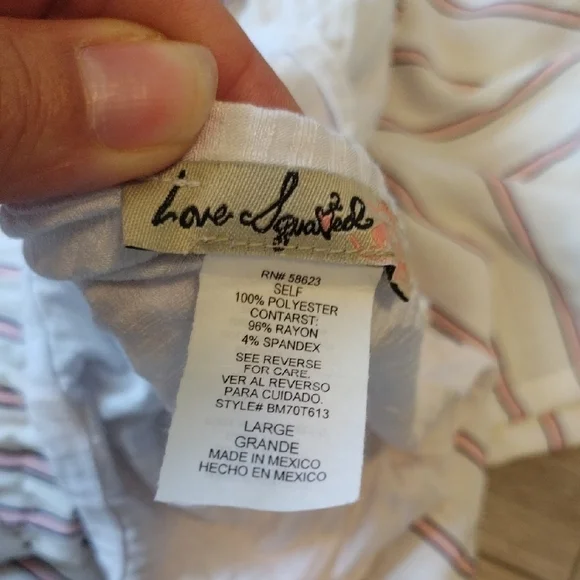 Love Squared
RN# 58623
SELF
100% POLYESTER
CONTARST:
96% RAYON
4% SPANDEX
SEE REVERSE
FOR CARE.
VER AL REVERSO
PARA CUIDADO.
STYLE# BM70T613
LARGE
GRANDE
MADE IN MEXICO
HECHO EN MEXICO